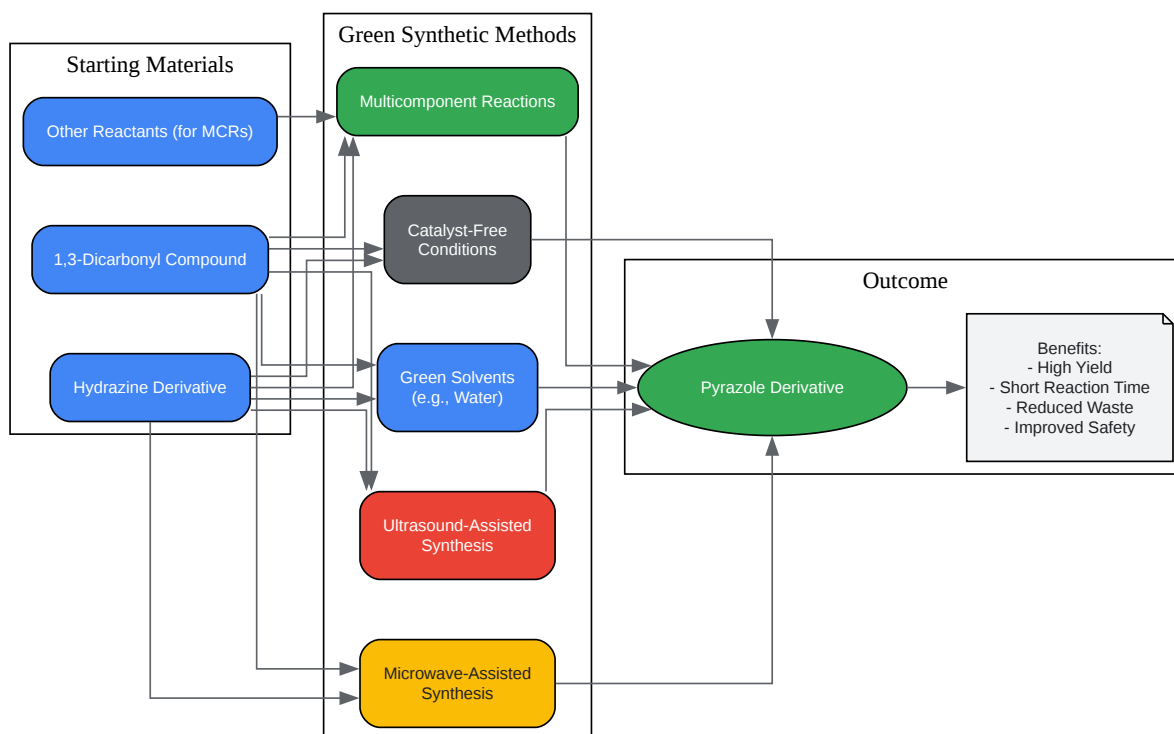 Starting Materials
Other Reactants (for MCRs)
1,3-Dicarbonyl Compound
Hydrazine Derivative
Green Synthetic Methods
Multicomponent Reactions
Catalyst-Free
Conditions
Green Solvents
(e.g., Water)
Ultrasound-Assisted
Synthesis
Microwave-Assisted
Synthesis
Outcome
Pyrazole Derivative
Benefits:
- High Yield
- Short Reaction Time
- Reduced Waste
- Improved Safety